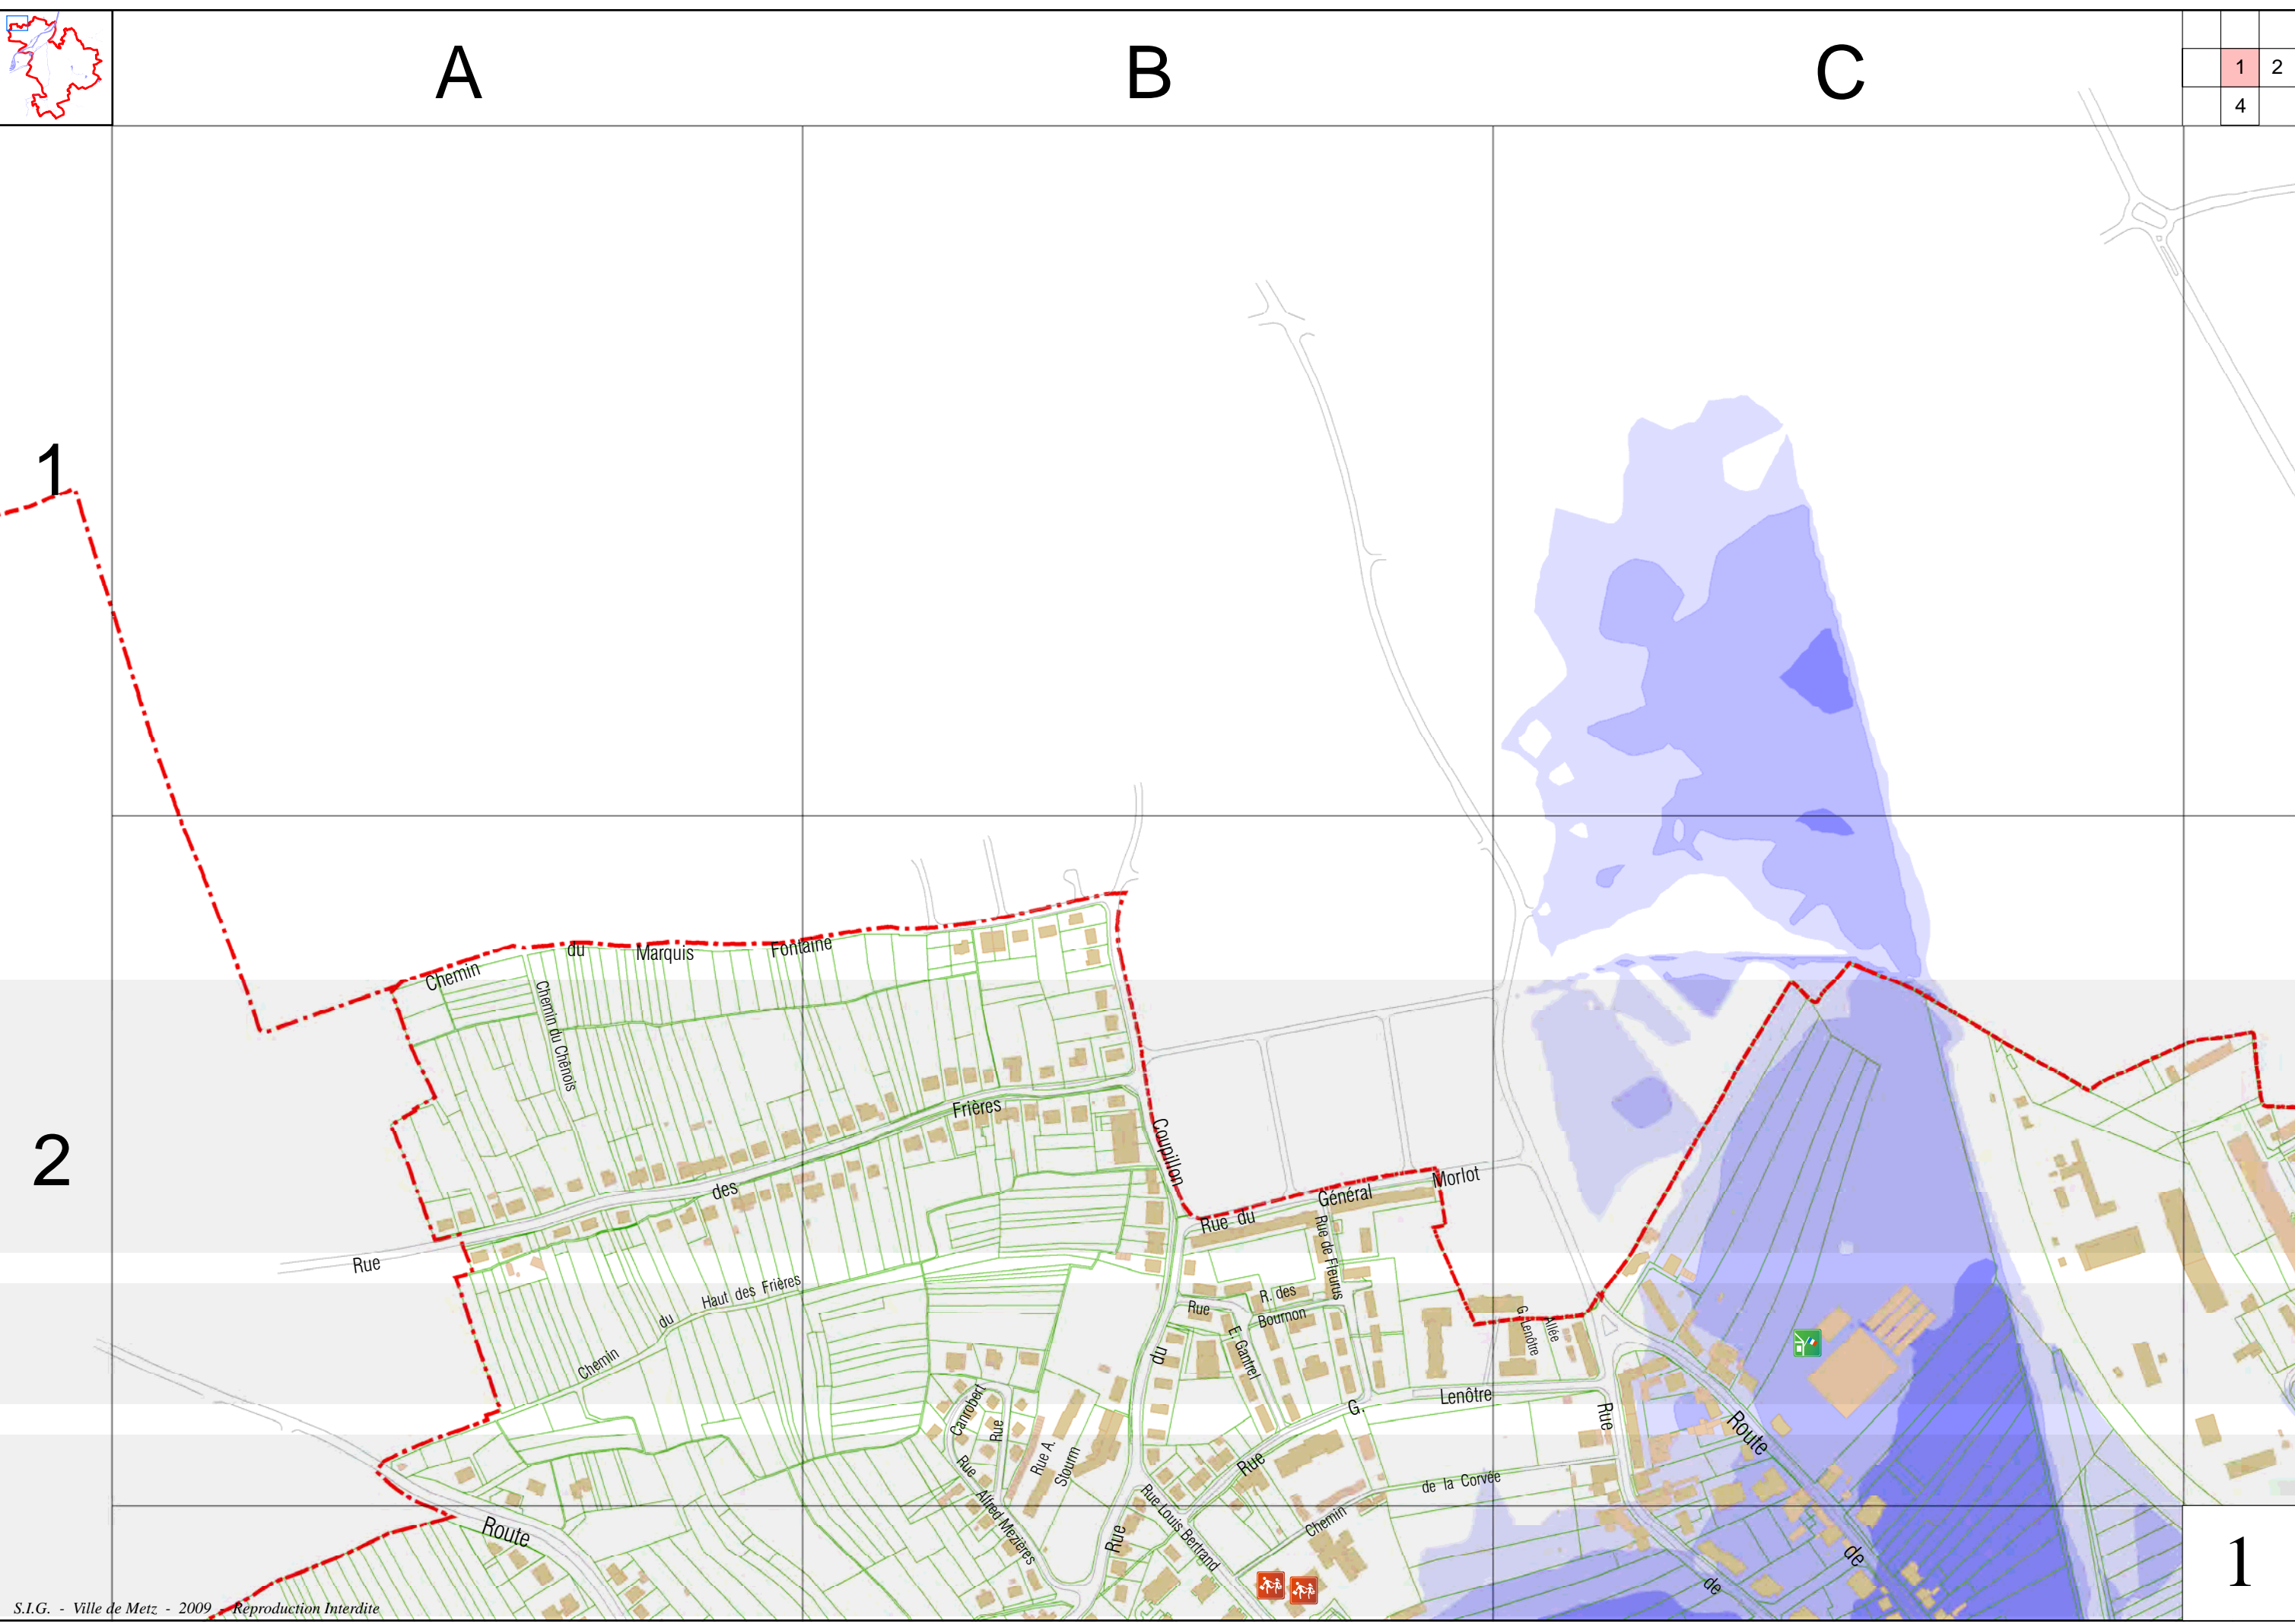 A
B
C
1
2
4
1
Chemin
du
Marquis
Fontaine
Chemin du Chênois
2
Frières
des
Coupillon
Rue
Rue du
Général
Morlot
Rue de Fleurus
Chemin
du
Haut des Frières
Rue
R. des
Bournon
E. Gantrel
du
G. Lenôtre
Allée
Canrobert
Rue
Rue
Rue A.
Stourm
Alfred Mezières
Rue
G.
Lenôtre
Rue
Route
de la Corvée
Chemin
Rue Louis Bertrand
Rue
Route
de
de
1
S.I.G. - Ville de Metz - 2009 - Reproduction Interdite